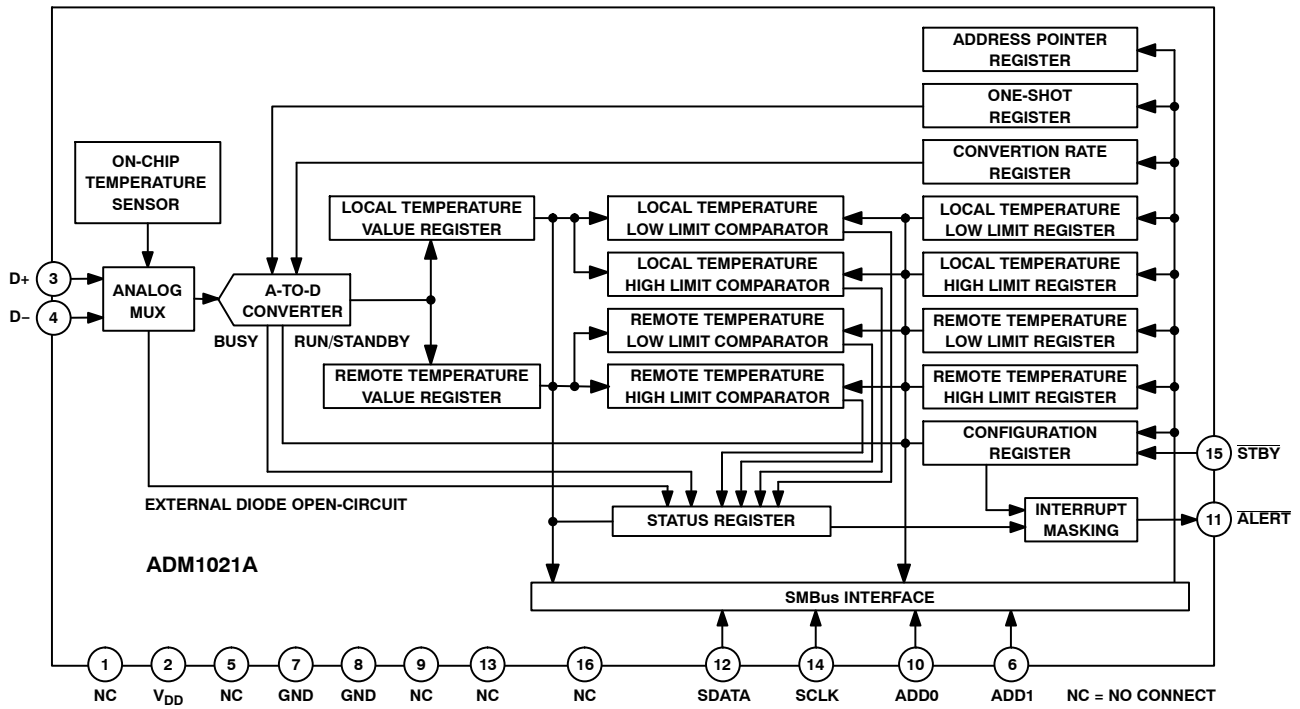 ADDRESS POINTER
REGISTER
ONE-SHOT
REGISTER
CONVERTION RATE
REGISTER
ON-CHIP
TEMPERATURE
SENSOR
LOCAL TEMPERATURE
VALUE REGISTER
LOCAL TEMPERATURE
LOW LIMIT COMPARATOR
LOCAL TEMPERATURE
LOW LIMIT REGISTER
D+
3
D−
4
ANALOG
MUX
A-TO-D
CONVERTER
LOCAL TEMPERATURE
HIGH LIMIT COMPARATOR
LOCAL TEMPERATURE
HIGH LIMIT REGISTER
BUSY
RUN/STANDBY
REMOTE TEMPERATURE
LOW LIMIT COMPARATOR
REMOTE TEMPERATURE
LOW LIMIT REGISTER
REMOTE TEMPERATURE
VALUE REGISTER
REMOTE TEMPERATURE
HIGH LIMIT COMPARATOR
REMOTE TEMPERATURE
HIGH LIMIT REGISTER
CONFIGURATION
REGISTER
15
STBY
EXTERNAL DIODE OPEN-CIRCUIT
STATUS REGISTER
INTERRUPT
MASKING
11
ALERT
ADM1021A
SMBus INTERFACE
1
2
5
7
8
9
13
16
12
14
10
6
NC
VDD
NC
GND
GND
NC
NC
NC
SDATA
SCLK
ADD0
ADD1
NC = NO CONNECT